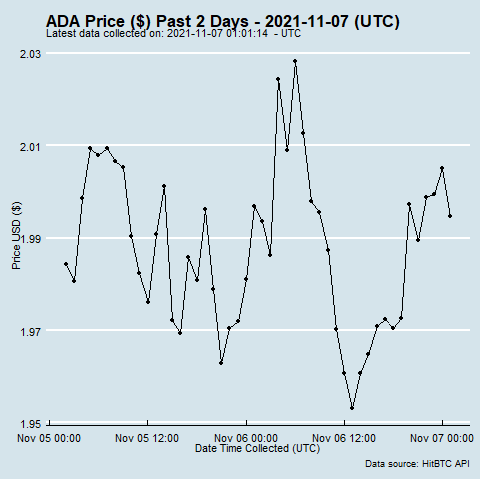 ADA Price ($) Past 2 Days - 2021-11-07 (UTC)
Latest data collected on: 2021-11-07 01:01:14  - UTC
2.03
2.01
1.99
1.97
1.95
Price USD ($)
Nov 05 00:00 Nov 05 12:00 Nov 06 00:00 Nov 06 12:00 Nov 07 00:00
Date Time Collected (UTC)
Data source: HitBTC API